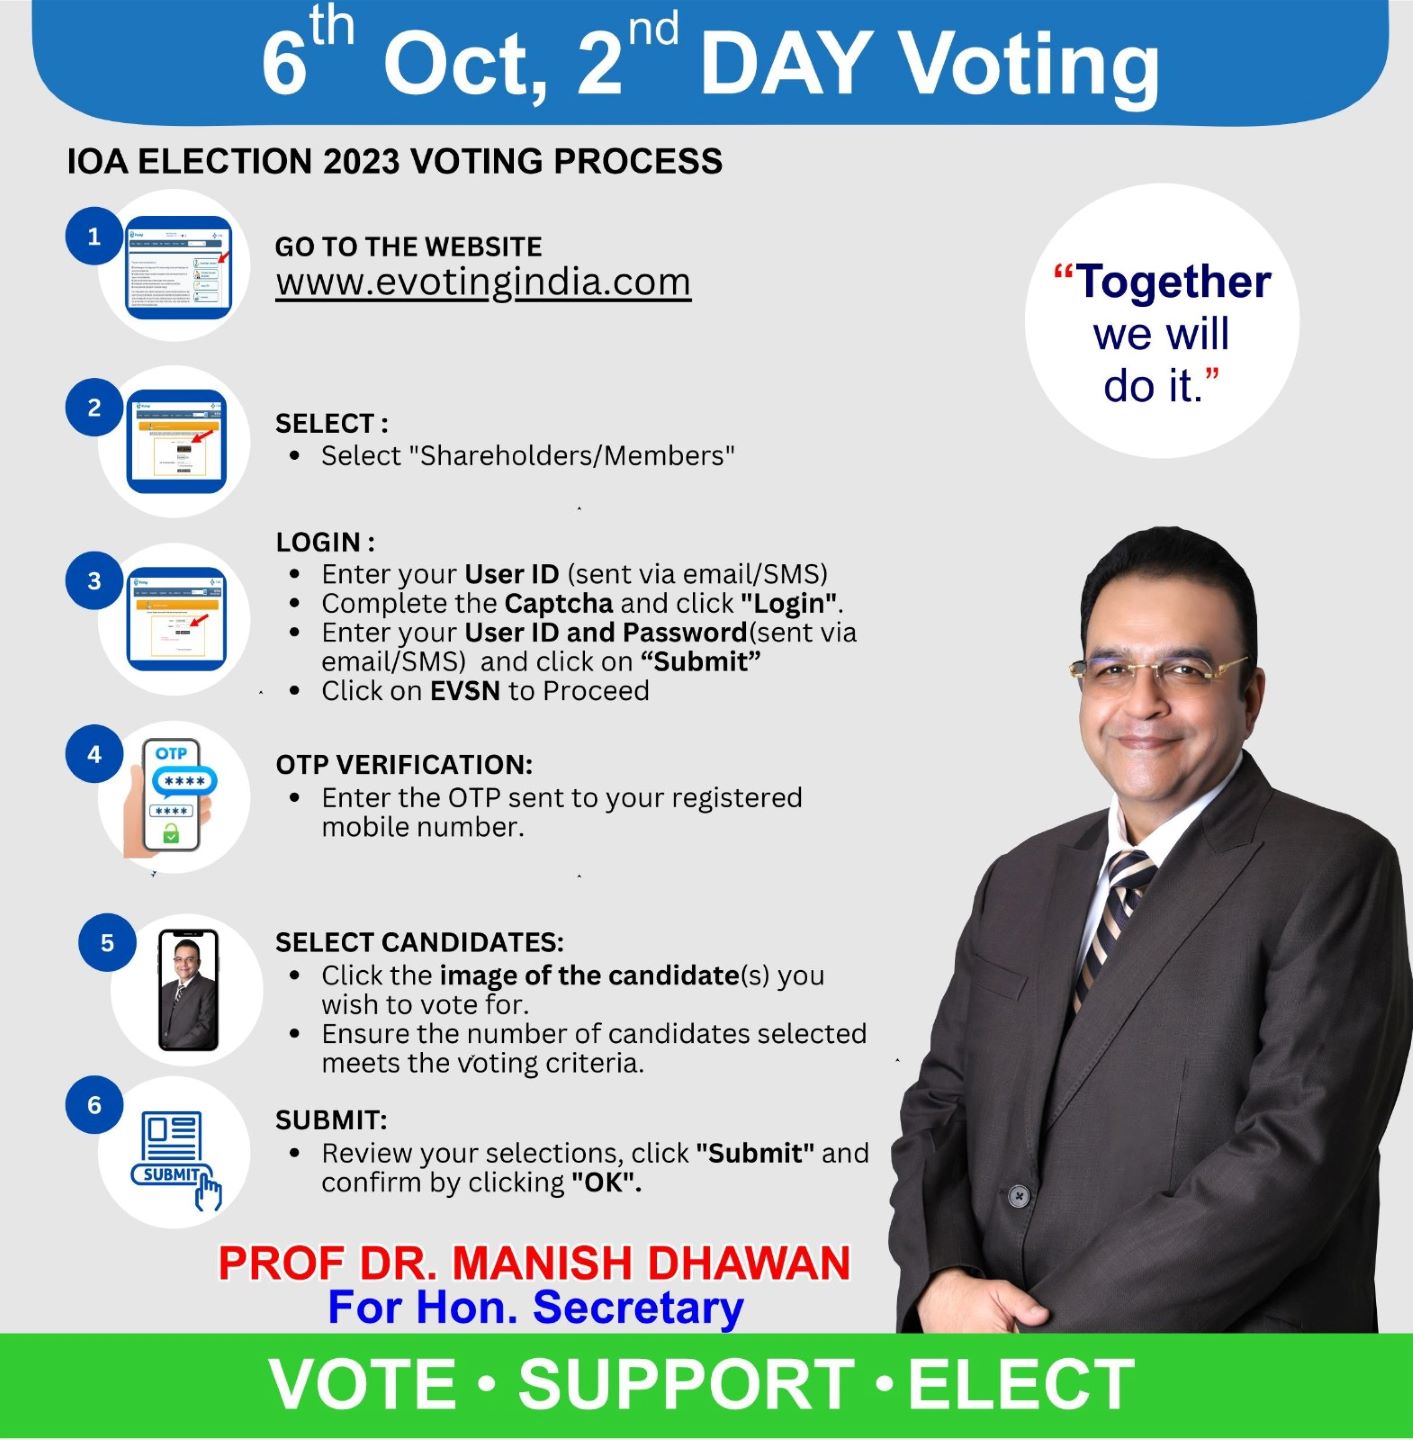 6th Oct, 2nd DAY Voting
IOA ELECTION 2023 VOTING PROCESS
1
GO TO THE WEBSITE
www.evotingindia.com
“Together
we will
do it.”
2
SELECT :
• Select "Shareholders/Members"
3
LOGIN :
• Enter your User ID (sent via email/SMS)
• Complete the Captcha and click "Login".
• Enter your User ID and Password(sent via
email/SMS) and click on “Submit”
• Click on EVSN to Proceed
4
OTP
****
****
OTP VERIFICATION:
• Enter the OTP sent to your registered
mobile number.
5
SELECT CANDIDATES:
• Click the image of the candidate(s) you
wish to vote for.
• Ensure the number of candidates selected
meets the voting criteria.
6
SUBMIT
SUBMIT:
• Review your selections, click "Submit" and
confirm by clicking "OK".
PROF DR. MANISH DHAWAN
For Hon. Secretary
VOTE • SUPPORT • ELECT